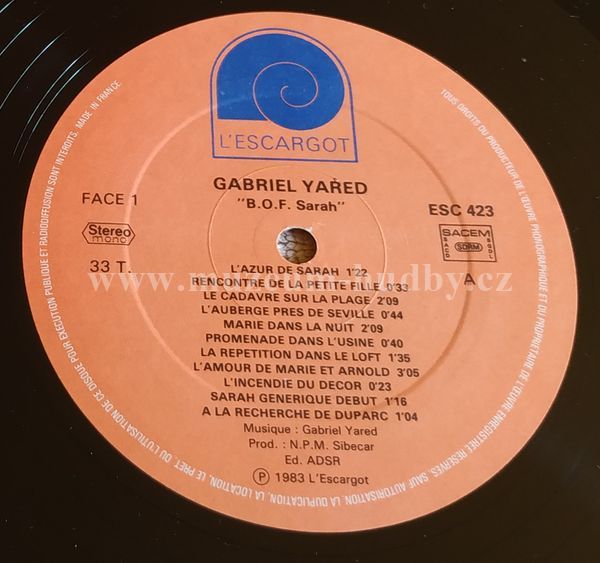 L'ESCARGOT
GABRIEL YARED
"B.O.F. Sarah"
FACE 1
ESC 423
Stereo
mono
SACEM
SACD SDRM SGDL
33 T.
A
L'AZUR DE SARAH 1'22
RENCONTRE DE LA PETITE FILLE 0'33
LE CADAVRE SUR LA PLAGE 2'09
L'AUBERGE PRES DE SEVILLE 0'44
MARIE DANS LA NUIT 2'09
PROMENADE DANS L'USINE 0'40
LA REPETITION DANS LE LOFT 1'35
L'AMOUR DE MARIE ET ARNOLD 3'05
L'INCENDIE DU DECOR 0'23
SARAH GENERIQUE DEBUT 1'16
A LA RECHERCHE DE DUPARC 1'04
Musique : Gabriel Yared
Prod. : N.P.M. Sibecar
Ed. ADSR
Ⓟ 1983 L'Escargot
TOUS DROITS DU PRODUCTEUR DE L'ŒUVRE PHONOGRAPHIQUE ET DU PROPRIETAIRE DE L'ŒUVRE ENREGISTREE RESERVES. SAUF AUTORISATION, LA DUPLICATION, LA LOCATION, LE PRET, OU L'UTILISATION DE CE DISQUE POUR EXECUTION PUBLIQUE ET RADIODIFFUSION SONT INTERDITS. MADE IN FRANCE